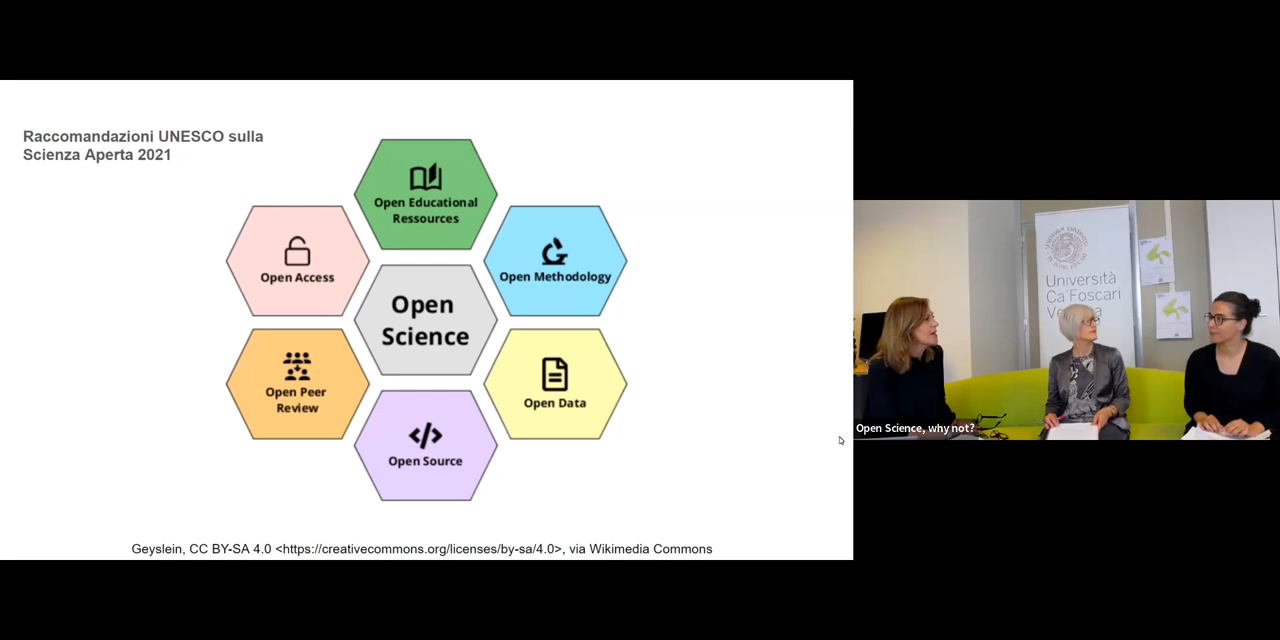 Raccomandazioni UNESCO sulla
Scienza Aperta 2021
Open Educational
Ressources
Open Access
Open Methodology
Open
Science
Open Peer
Review
Open Data
Open Source
Geyslein, CC BY-SA 4.0 <https://creativecommons.org/licenses/by-sa/4.0>, via Wikimedia Commons
Università
Ca'Foscari
Open Science, why not?